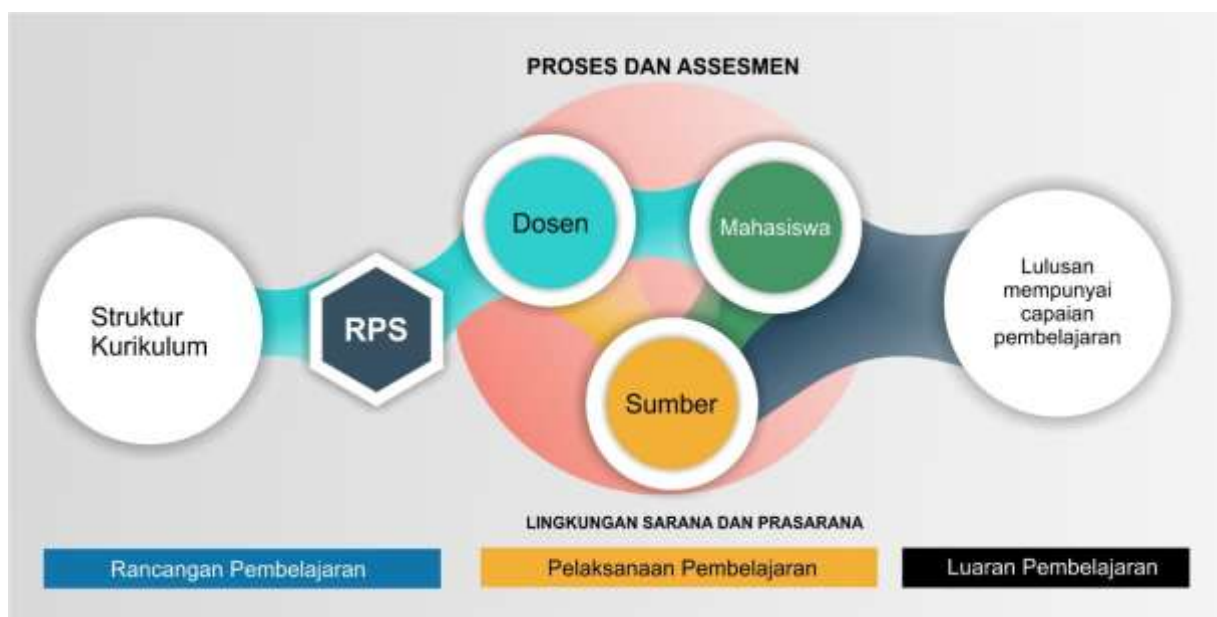 PROSES DAN ASSESMEN
Struktur
Kurikulum
RPS
Dosen
Mahasiswa
Sumber
Lulusan
mempunyai
capaian
pembelajaran
LINGKUNGAN SARANA DAN PRASARANA
Rancangan Pembelajaran
Pelaksanaan Pembelajaran
Luaran Pembelajaran